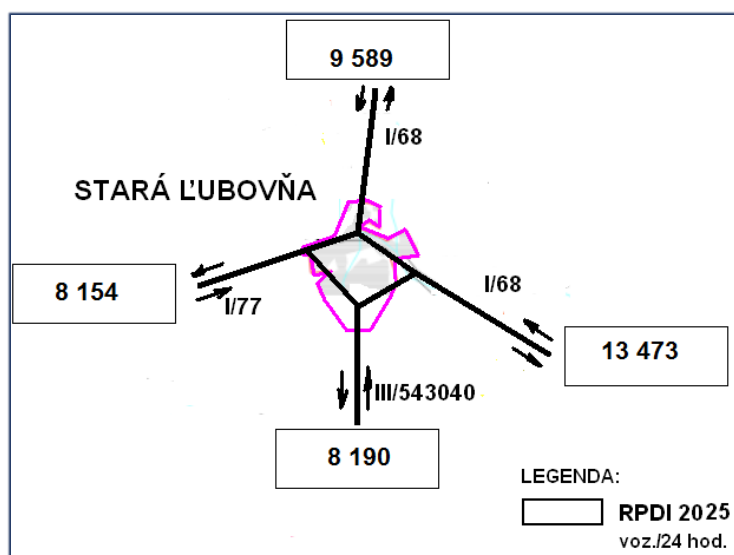 9 589
I/68
STARÁ ĽUBOVŇA
8 154
I/77
I/68
13 473
III/543040
8 190
LEGENDA:
RPDI 2025
voz./24 hod.